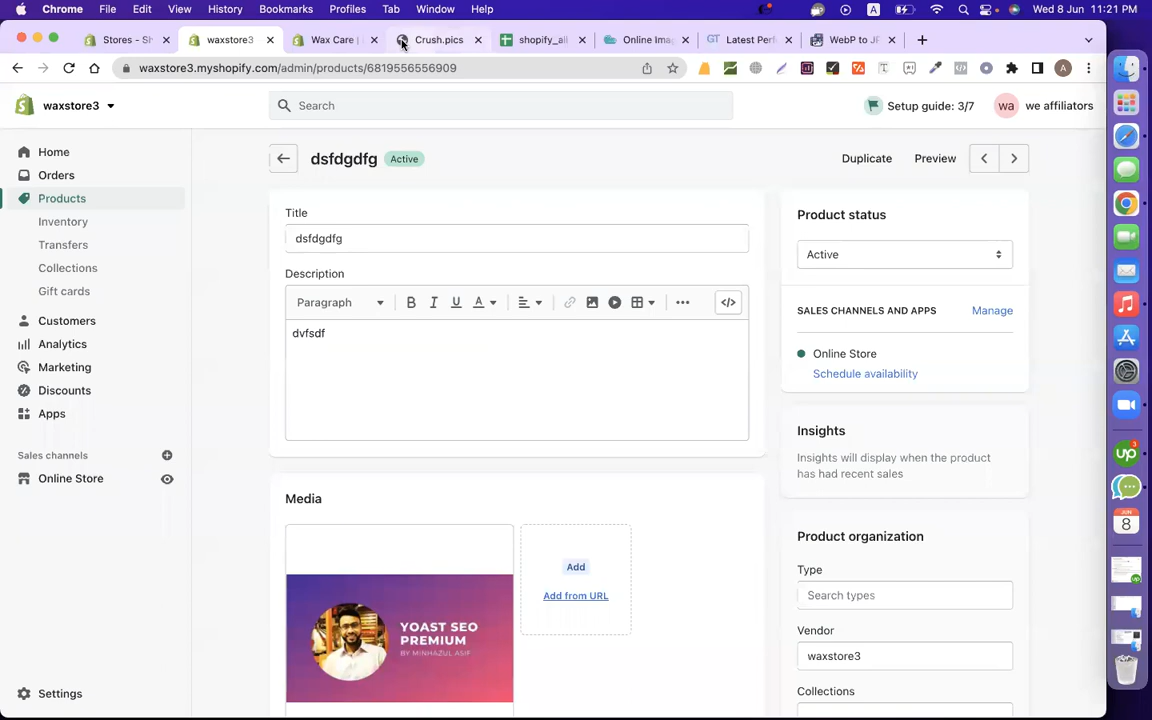 Chrome File Edit View History Bookmarks Profiles Tab Window Help A Wed 8 Jun 11:21 PM
Stores - Sh waxstore3 Wax Care | Crush.pics shopify_ali Online Imag GT Latest Perf WebP to JP
waxstore3.myshopify.com/admin/products/6819556556909
waxstore3 Search Setup guide: 3/7 wa we affiliators
Home
Orders
Products
Inventory
Transfers
Collections
Gift cards
Customers
Analytics
Marketing
Discounts
Apps
Sales channels
Online Store
Settings
dsfdgdfg Active Duplicate Preview
Title
dsfdgdfg
Description
Paragraph B I U A </>
dvfsdf
Media
YOAST SEO
PREMIUM
BY MINHAZUL ASIF
Add
Add from URL
Product status
Active
SALES CHANNELS AND APPS Manage
Online Store
Schedule availability
Insights
Insights will display when the product
has had recent sales
Product organization
Type
Search types
Vendor
waxstore3
Collections
up 3
JUN
8